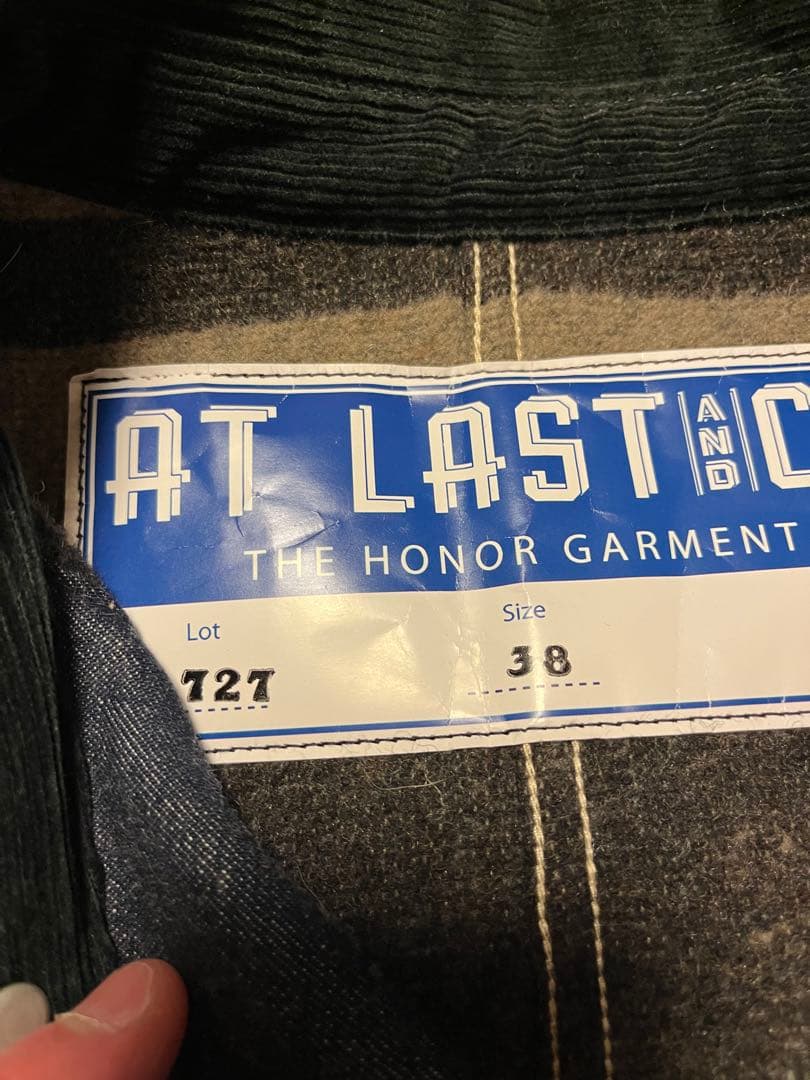 AT LAST AND C
THE HONOR GARMENT
Lot
Size
727
38